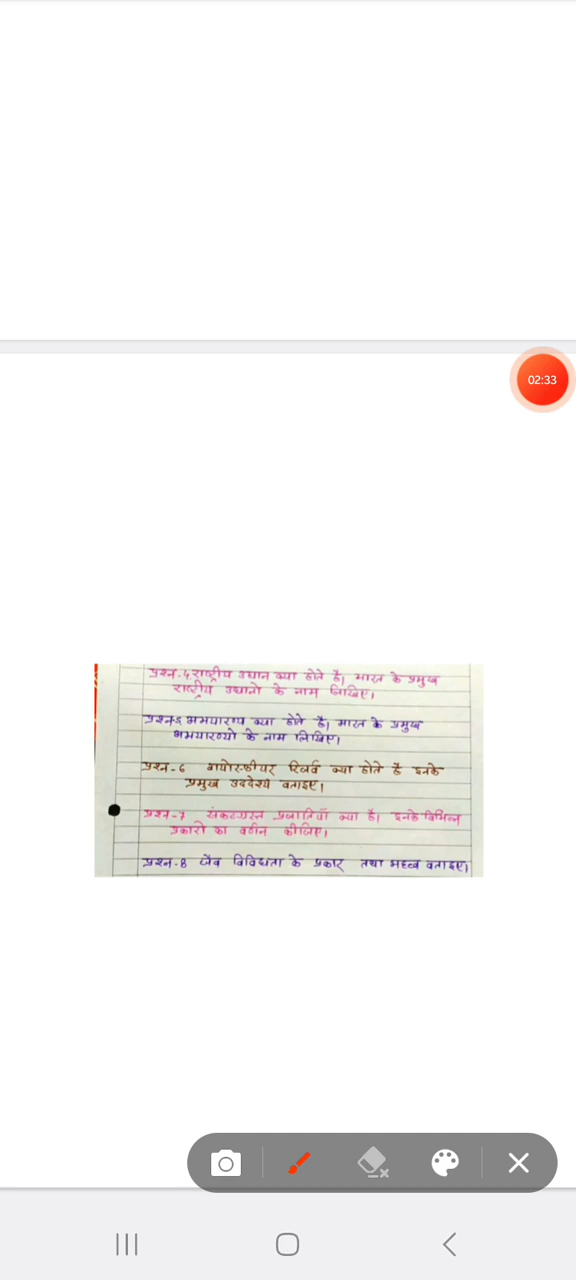 02:33
प्रश्न-4 राष्ट्रीय उद्यान क्या होते है, भारत के प्रमुख
राष्ट्रीय उद्यानो के नाम लिखिए।
प्रश्न-5 अभयारण्य क्या होते है, भारत के प्रमुख
अभयारण्यो के नाम लिखिए।
प्रश्न-6 बायोस्फीयर रिजर्व क्या होते है इनके
प्रमुख उददेश्य बताइए।
प्रश्न-7 संकटग्रस्त प्रजातियाँ क्या है। इनके विभिन्न
प्रकारो का वर्णन कीजिए।
प्रश्न-8 जैव विविधता के प्रकार तथा महत्व बताइए।